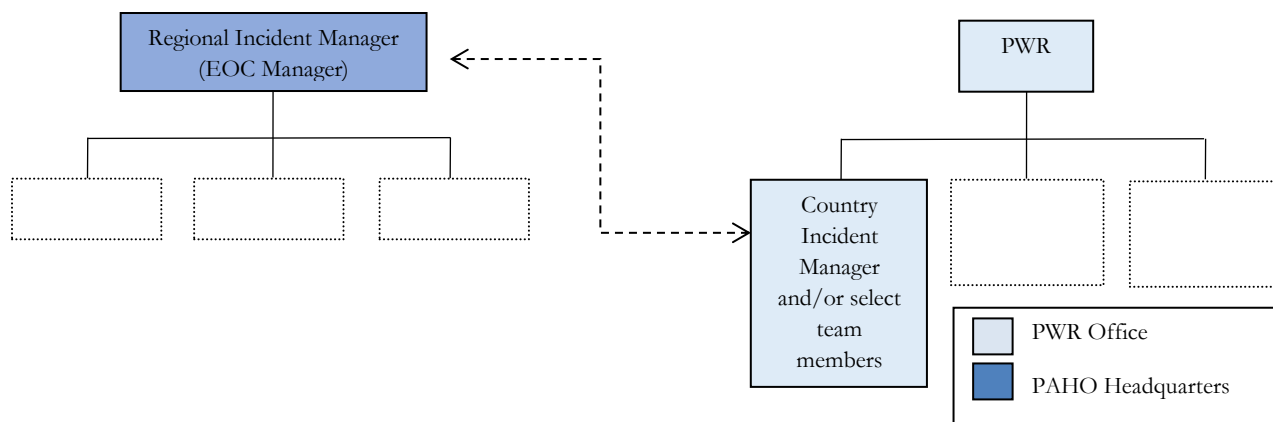 Regional Incident Manager
(EOC Manager)
PWR
Country
Incident
Manager
and/or select
team
members
PWR Office
PAHO Headquarters